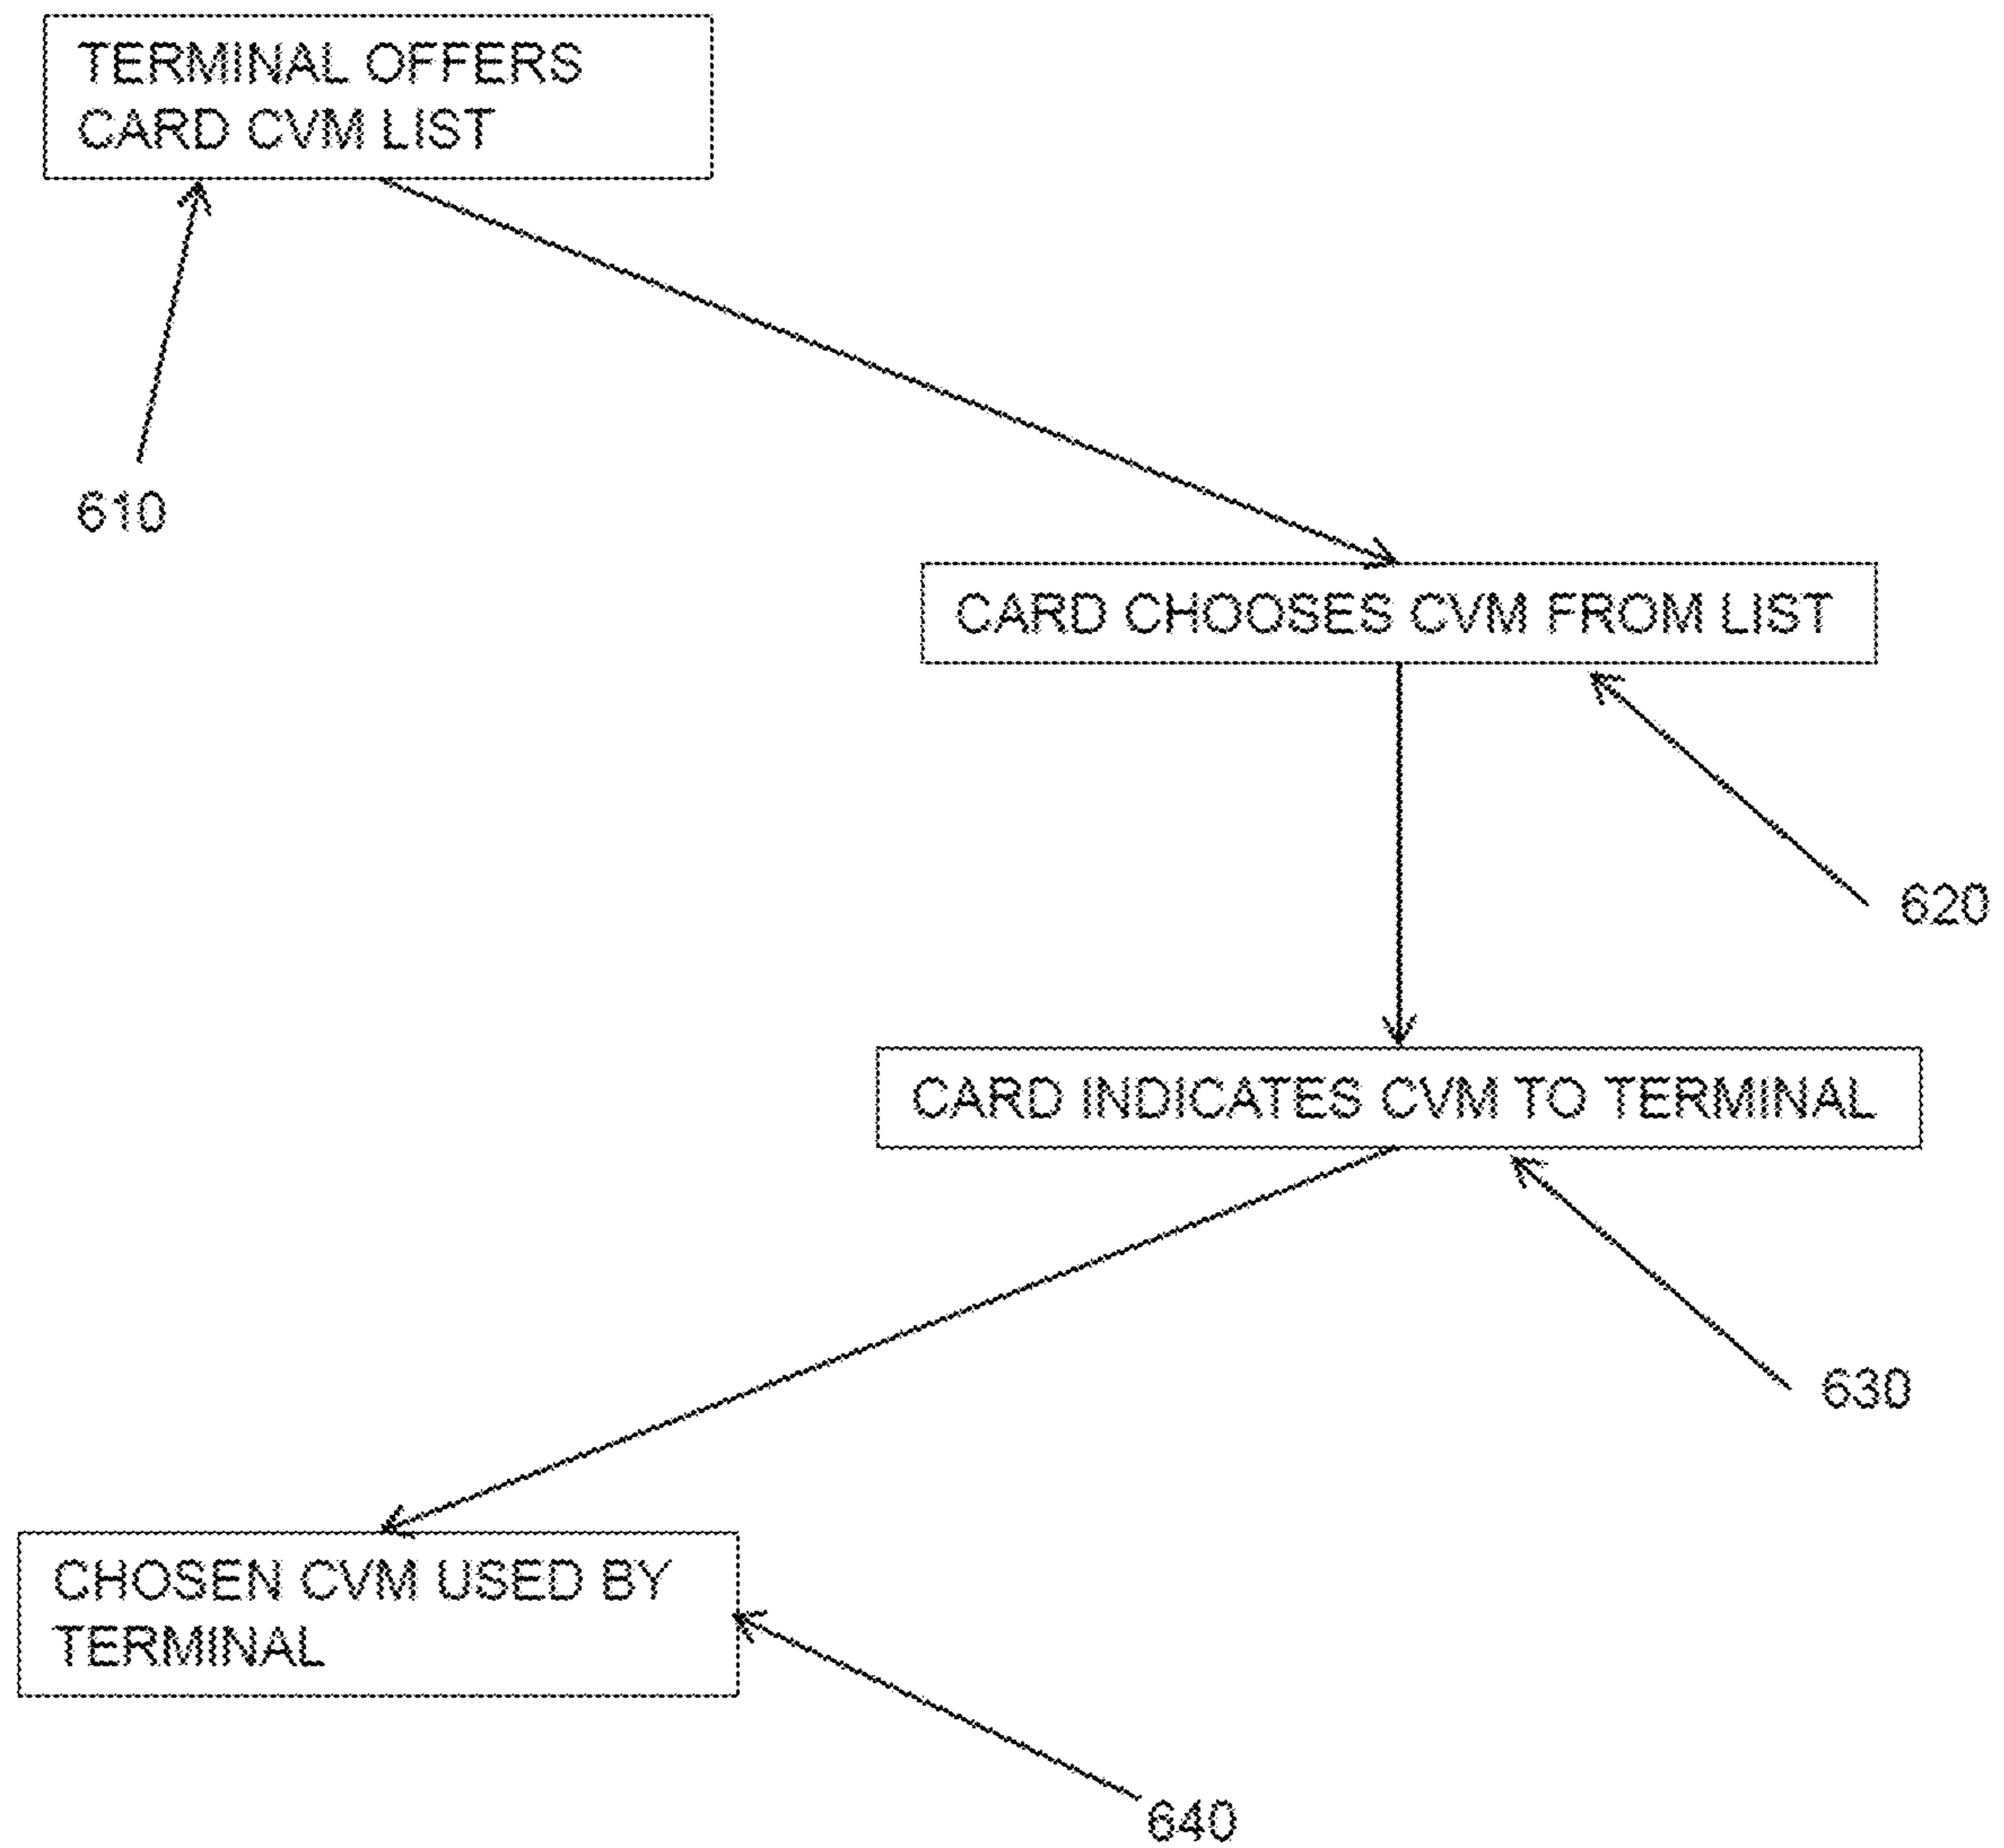 TERMINAL OFFERS
CARD CVM LIST
610
CARD CHOOSES CVM FROM LIST
620
CARD INDICATES CVM TO TERMINAL
630
CHOSEN CVM USED BY
TERMINAL
640